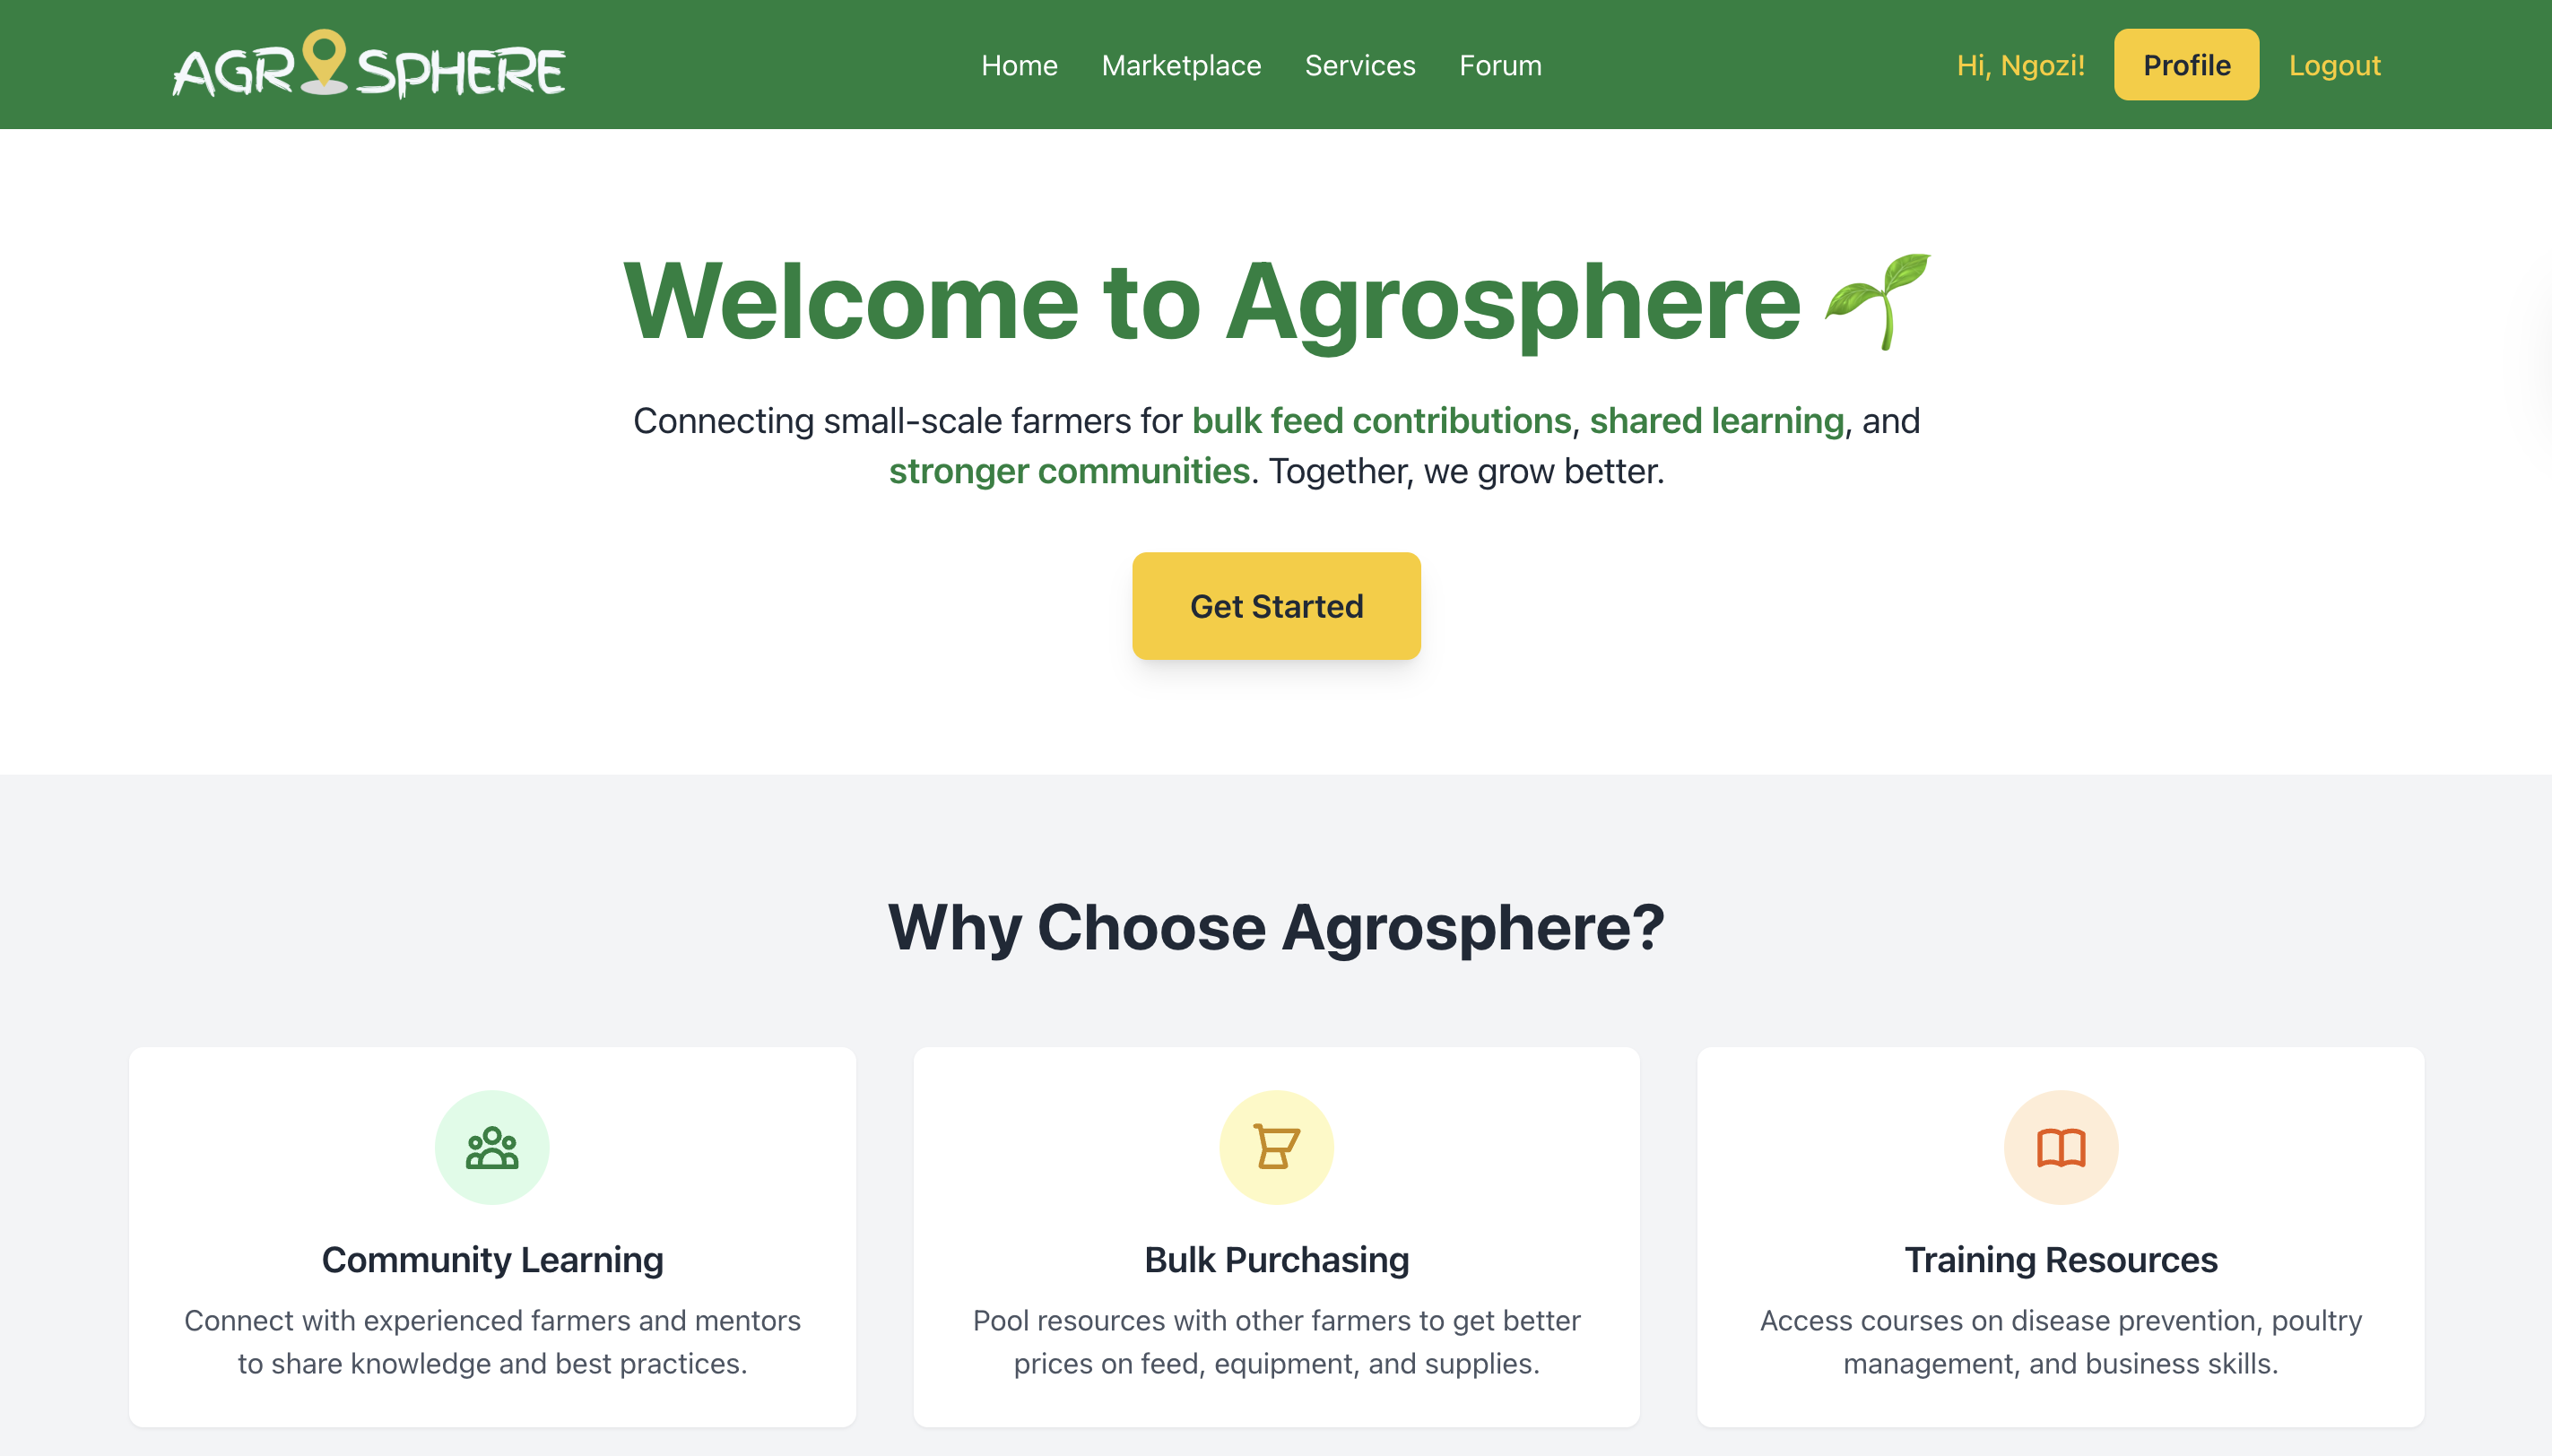 AGROSPHERE
Home Marketplace Services Forum
Hi, Ngozi! Profile Logout
Welcome to Agrosphere 🌱
Connecting small-scale farmers for bulk feed contributions, shared learning, and
stronger communities. Together, we grow better.
Get Started
Why Choose Agrosphere?
Community Learning
Connect with experienced farmers and mentors
to share knowledge and best practices.
Bulk Purchasing
Pool resources with other farmers to get better
prices on feed, equipment, and supplies.
Training Resources
Access courses on disease prevention, poultry
management, and business skills.